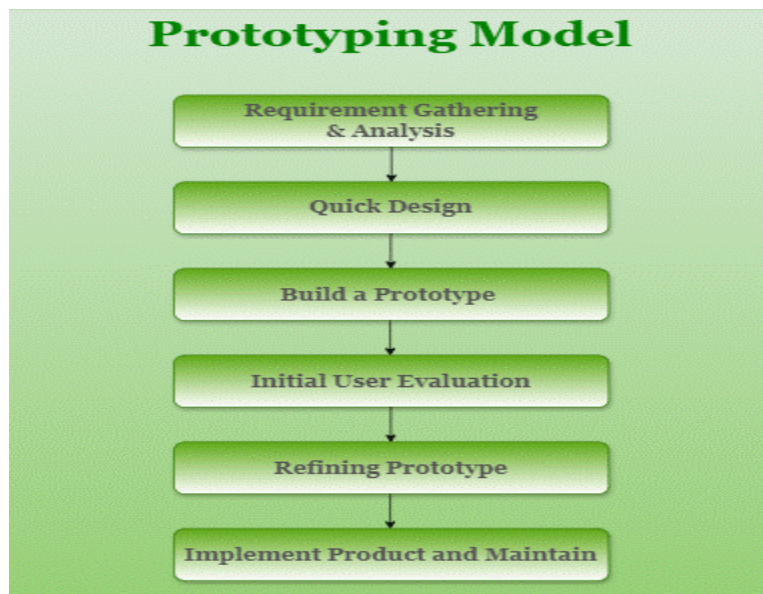 Prototyping Model
Requirement Gathering
& Analysis
Quick Design
Build a Prototype
Initial User Evaluation
Refining Prototype
Implement Product and Maintain